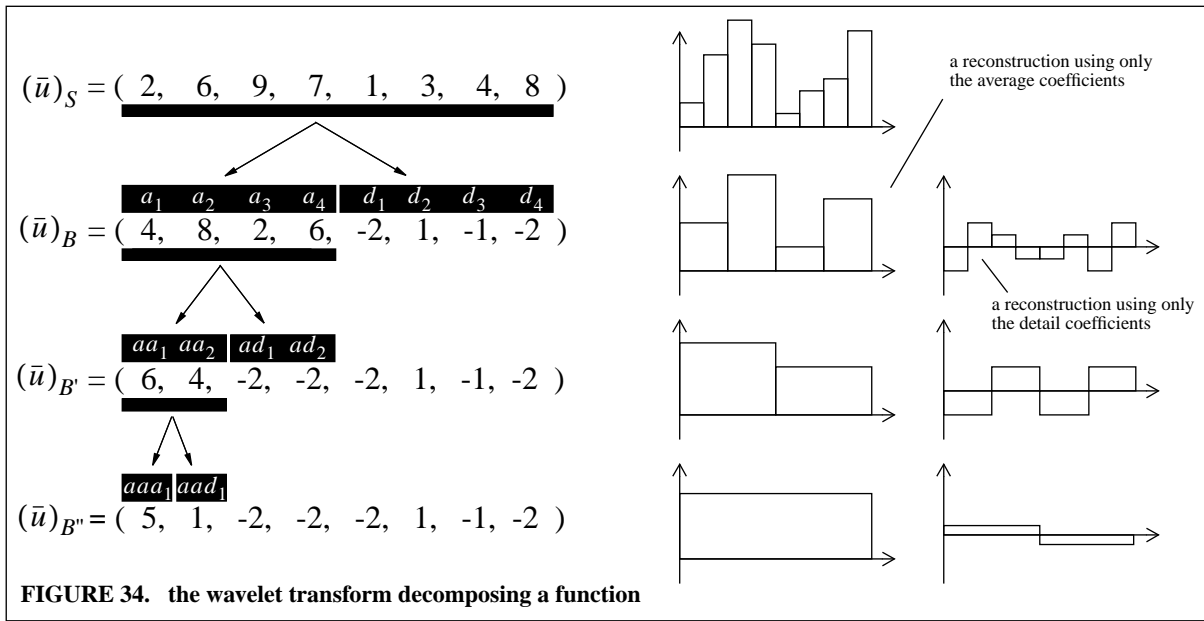 (ū)S = ( 2, 6, 9, 7, 1, 3, 4, 8 )
a1 a2 a3 a4 d1 d2 d3 d4
(ū)B = ( 4, 8, 2, 6, -2, 1, -1, -2 )
aa1 aa2 ad1 ad2
(ū)B' = ( 6, 4, -2, -2, -2, 1, -1, -2 )
aaa1 aad1
(ū)B" = ( 5, 1, -2, -2, -2, 1, -1, -2 )
a reconstruction using only
the average coefficients
a reconstruction using only
the detail coefficients
FIGURE 34. the wavelet transform decomposing a function